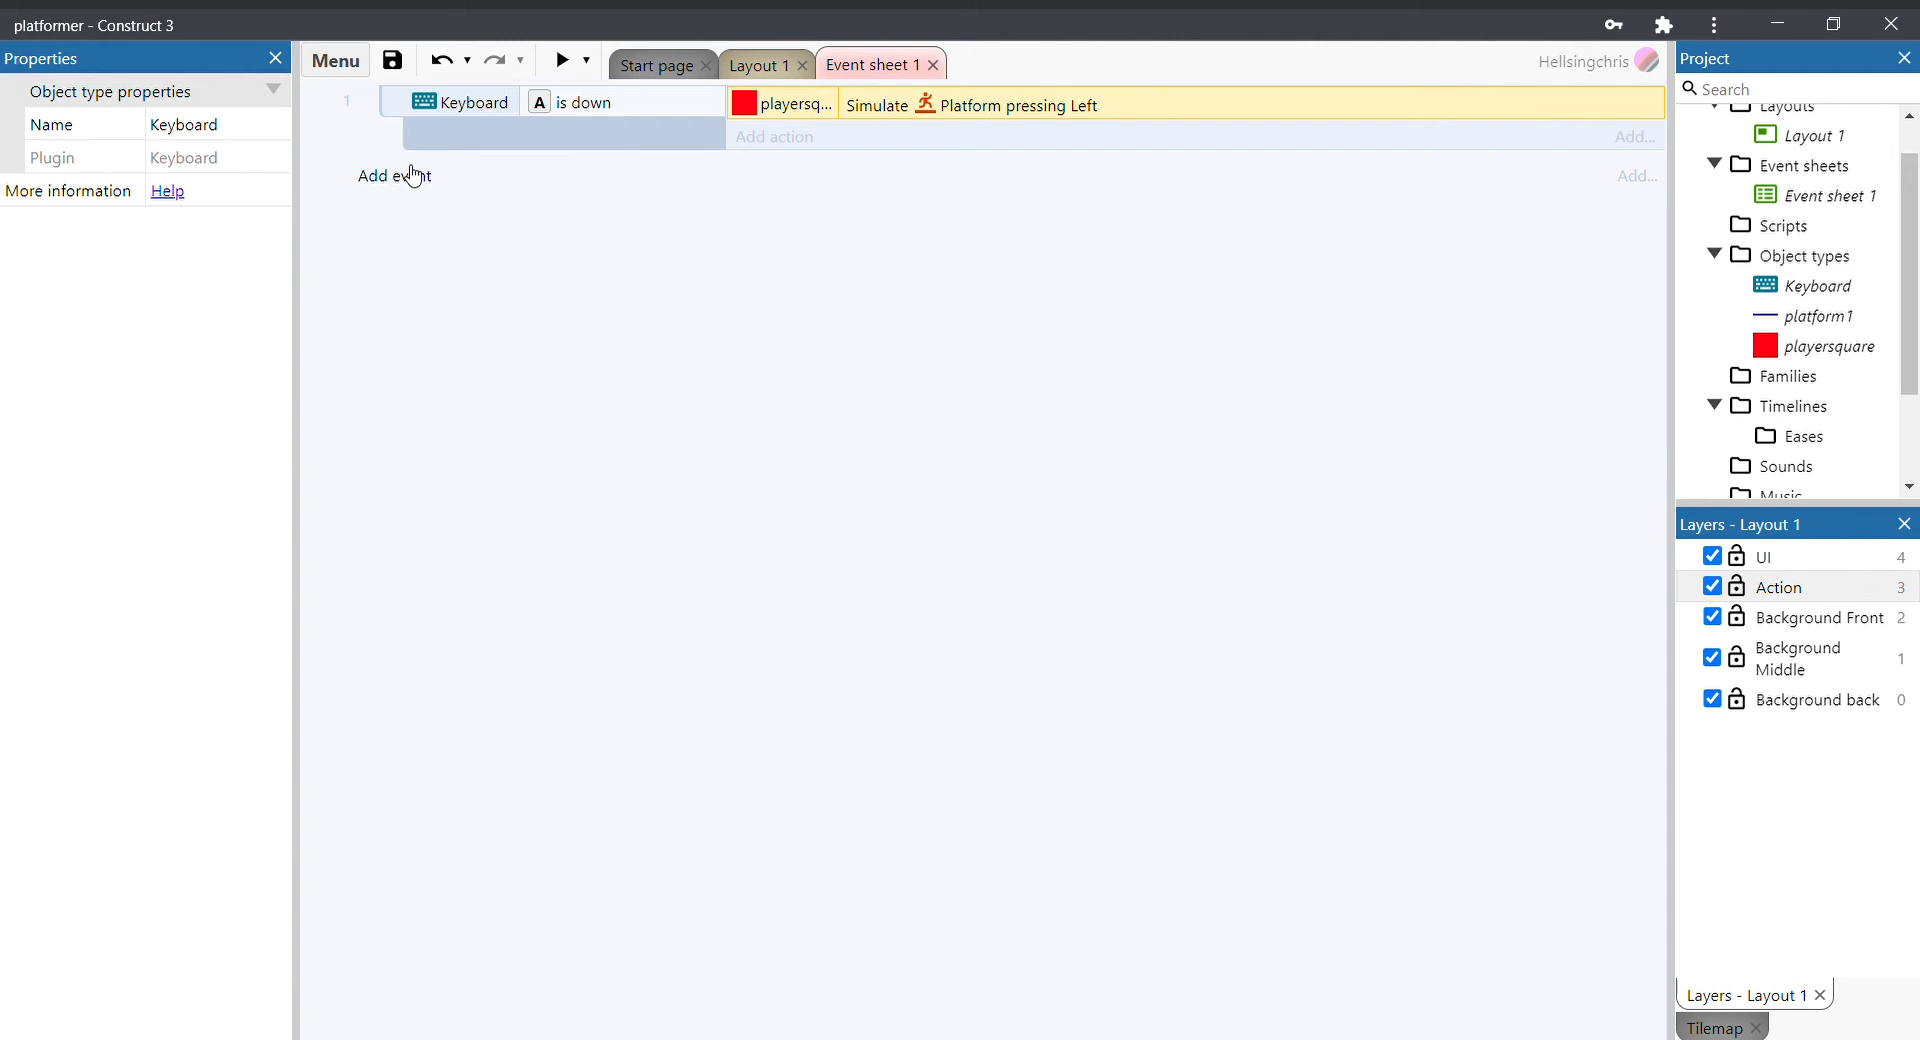 platformer - Construct 3
Properties
Object type properties
Name Keyboard
Plugin Keyboard
More information Help
Menu
Start page
Layout 1
Event sheet 1
Hellsingchris
1 Keyboard A is down playersq... Simulate Platform pressing Left
Add action Add...
Add event Add...
Project
Search
Layouts
Layout 1
Event sheets
Event sheet 1
Scripts
Object types
Keyboard
platform1
playersquare
Families
Timelines
Eases
Sounds
Music
Layers - Layout 1
UI 4
Action 3
Background Front 2
Background
Middle 1
Background back 0
Layers - Layout 1
Tilemap